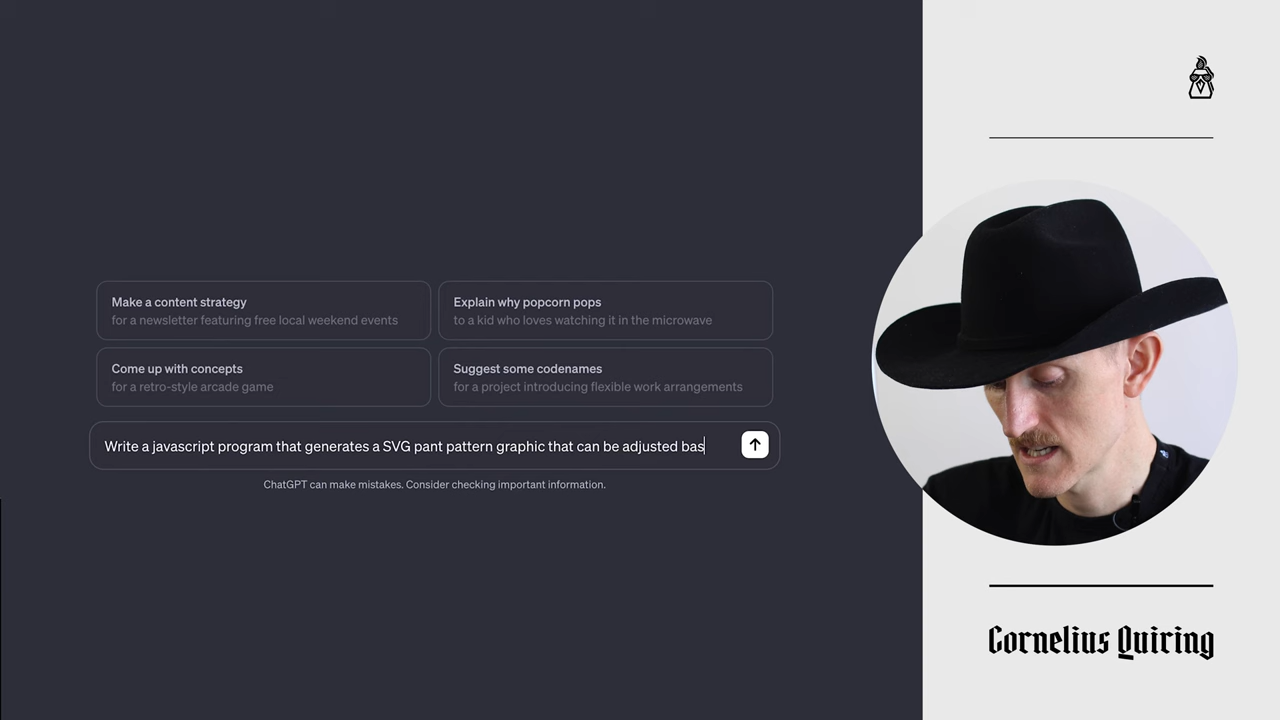 Make a content strategy
for a newsletter featuring free local weekend events
Explain why popcorn pops
to a kid who loves watching it in the microwave
Come up with concepts
for a retro-style arcade game
Suggest some codenames
for a project introducing flexible work arrangements
Write a javascript program that generates a SVG pant pattern graphic that can be adjusted bas
ChatGPT can make mistakes. Consider checking important information.
Cornelius Quiring